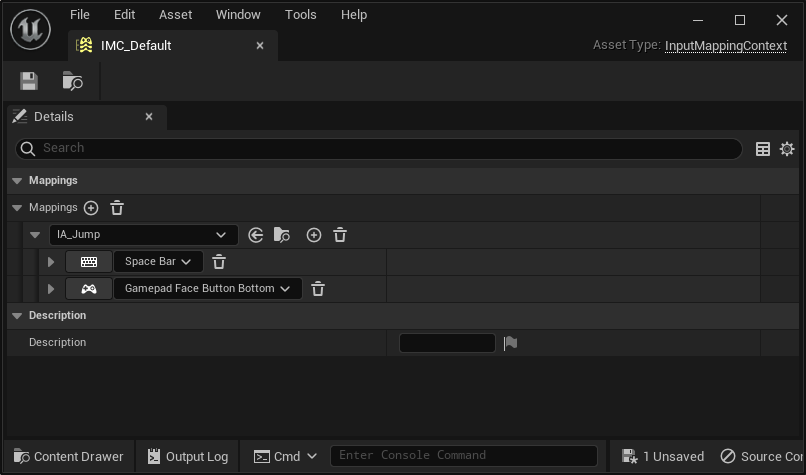 File Edit Asset Window Tools Help
IMC_Default
Asset Type: InputMappingContext
Details
Search
Mappings
Mappings
IA_Jump
Space Bar
Gamepad Face Button Bottom
Description
Description
Content Drawer Output Log Cmd Enter Console Command 1 Unsaved Source Con